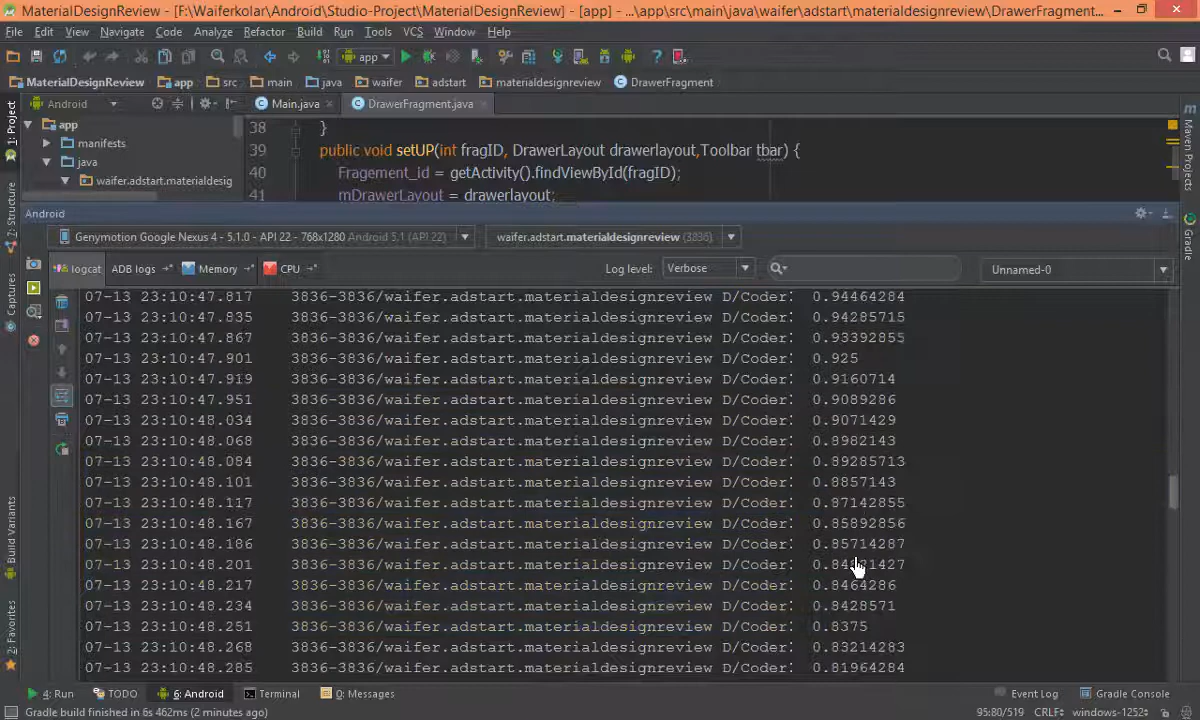 MaterialDesignReview - [F:\Waiferkolar\Android\Studio-Project\MaterialDesignReview] - [app] - ...\app\src\main\java\waifer\adstart\materialdesignreview\DrawerFragment....
File Edit View Navigate Code Analyze Refactor Build Run Tools VCS Window Help
app
MaterialDesignReview app src main java waifer adstart materialdesignreview DrawerFragment
Android Main.java DrawerFragment.java
app
manifests
java
waifer.adstart.materialdesig
38 }
39 public void setUP(int fragID, DrawerLayout drawerlayout,Toolbar tbar) {
40 Fragement_id = getActivity().findViewById(fragID);
41 mDrawerLayout = drawerlayout;
1: Project
7: Structure
Captures
Build Variants
2: Favorites
Maven Projects
Gradle
Android
Genymotion Google Nexus 4 - 5.1.0 - API 22 - 768x1280 Android 5.1 (API 22) waifer.adstart.materialdesignreview (3836)
logcat ADB logs Memory CPU Log level: Verbose Unnamed-0
07-13 23:10:47.817 3836-3836/waifer.adstart.materialdesignreview D/Coder: 0.94464284
07-13 23:10:47.835 3836-3836/waifer.adstart.materialdesignreview D/Coder: 0.94285715
07-13 23:10:47.867 3836-3836/waifer.adstart.materialdesignreview D/Coder: 0.93392855
07-13 23:10:47.901 3836-3836/waifer.adstart.materialdesignreview D/Coder: 0.925
07-13 23:10:47.919 3836-3836/waifer.adstart.materialdesignreview D/Coder: 0.9160714
07-13 23:10:47.951 3836-3836/waifer.adstart.materialdesignreview D/Coder: 0.9089286
07-13 23:10:48.034 3836-3836/waifer.adstart.materialdesignreview D/Coder: 0.9071429
07-13 23:10:48.068 3836-3836/waifer.adstart.materialdesignreview D/Coder: 0.8982143
07-13 23:10:48.084 3836-3836/waifer.adstart.materialdesignreview D/Coder: 0.89285713
07-13 23:10:48.101 3836-3836/waifer.adstart.materialdesignreview D/Coder: 0.8857143
07-13 23:10:48.117 3836-3836/waifer.adstart.materialdesignreview D/Coder: 0.87142855
07-13 23:10:48.167 3836-3836/waifer.adstart.materialdesignreview D/Coder: 0.85892856
07-13 23:10:48.186 3836-3836/waifer.adstart.materialdesignreview D/Coder: 0.85714287
07-13 23:10:48.201 3836-3836/waifer.adstart.materialdesignreview D/Coder:
07-13 23:10:48.217 3836-3836/waifer.adstart.materialdesignreview D/Coder: 0.8464286
07-13 23:10:48.234 3836-3836/waifer.adstart.materialdesignreview D/Coder: 0.8428571
07-13 23:10:48.251 3836-3836/waifer.adstart.materialdesignreview D/Coder: 0.8375
07-13 23:10:48.268 3836-3836/waifer.adstart.materialdesignreview D/Coder: 0.83214283
07-13 23:10:48.285 3836-3836/waifer.adstart.materialdesignreview D/Coder: 0.81964284
4: Run TODO 6: Android Terminal 0: Messages Event Log Gradle Console
Gradle build finished in 6s 462ms (2 minutes ago) 95:80/519 CRLF windows-1252